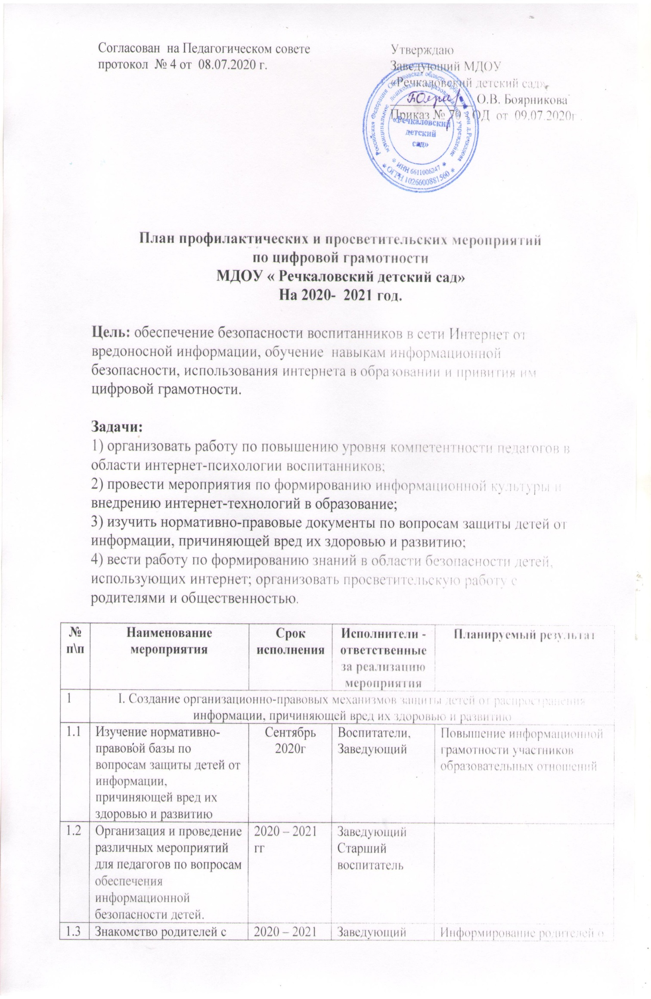 Согласован на Педагогическом совете
протокол № 4 от 08.07.2020 г.
Утверждаю
Заведующий МДОУ
«Речкаловский детский сад»
О.В. Боярникова
Приказ № 70 ОД от 09.07.2020г.
Российская Федерация Свердловская область район д.Речкалова
муниципальное дошкольное образовательное учреждение
«Речкаловский
детский
сад»
* ИНН 6611006247 *
* ОГРН 1026600881560 *
План профилактических и просветительских мероприятий
по цифровой грамотности
МДОУ « Речкаловский детский сад»
На 2020- 2021 год.
Цель: обеспечение безопасности воспитанников в сети Интернет от
вредоносной информации, обучение навыкам информационной
безопасности, использования интернета в образовании и привития им
цифровой грамотности.
Задачи:
1) организовать работу по повышению уровня компетентности педагогов в
области интернет-психологии воспитанников;
2) провести мероприятия по формированию информационной культуры и
внедрению интернет-технологий в образование;
3) изучить нормативно-правовые документы по вопросам защиты детей от
информации, причиняющей вред их здоровью и развитию;
4) вести работу по формированию знаний в области безопасности детей,
использующих интернет; организовать просветительскую работу с
родителями и общественностью.
№
п\п
Наименование
мероприятия
Срок
исполнения
Исполнители -
ответственные
за реализацию
мероприятия
Планируемый результат
1
I. Создание организационно-правовых механизмов защиты детей от распространения
информации, причиняющей вред их здоровью и развитию
1.1
Изучение нормативно-
правовой базы по
вопросам защиты детей от
информации,
причиняющей вред их
здоровью и развитию
Сентябрь
2020г
Воспитатели,
Заведующий
Повышение информационной
грамотности участников
образовательных отношений
1.2
Организация и проведение
различных мероприятий
для педагогов по вопросам
обеспечения
информационной
безопасности детей.
2020 – 2021
гг
Заведующий
Старший
воспитатель
1.3
Знакомство родителей с
2020 – 2021
Заведующий
Информирование родителей о